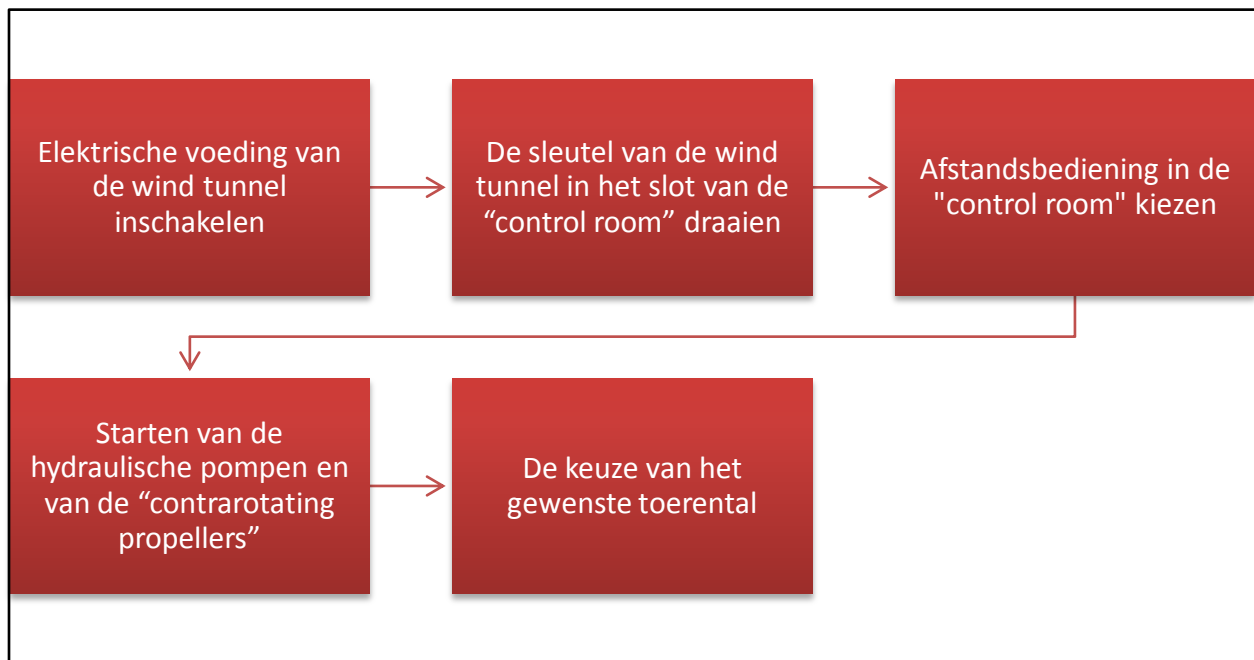 Elektrische voeding van
de wind tunnel
inschakelen
De sleutel van de wind
tunnel in het slot van de
“control room” draaien
Afstandsbediening in de
"control room" kiezen
Starten van de
hydraulische pompen en
van de “contrarotating
propellers”
De keuze van het
gewenste toerental